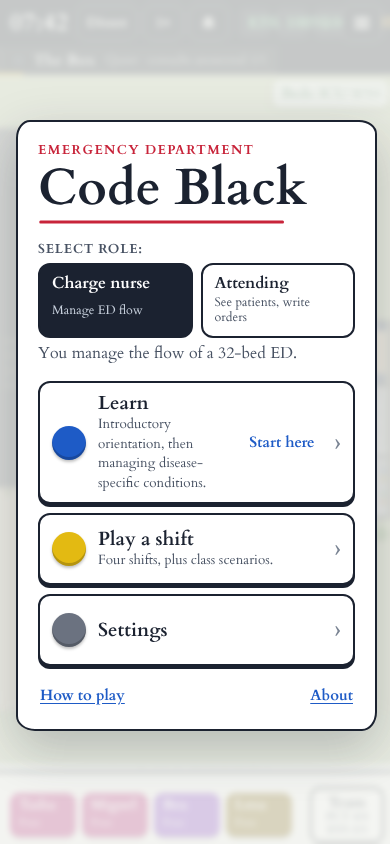 07:42
EMERGENCY DEPARTMENT
Code Black
SELECT ROLE:
Charge nurse
Manage ED flow
Attending
See patients, write
orders
You manage the flow of a 32-bed ED.
Learn
Introductory
orientation, then
managing disease-
specific conditions.
Start here
Play a shift
Four shifts, plus class scenarios.
Settings
How to play
About